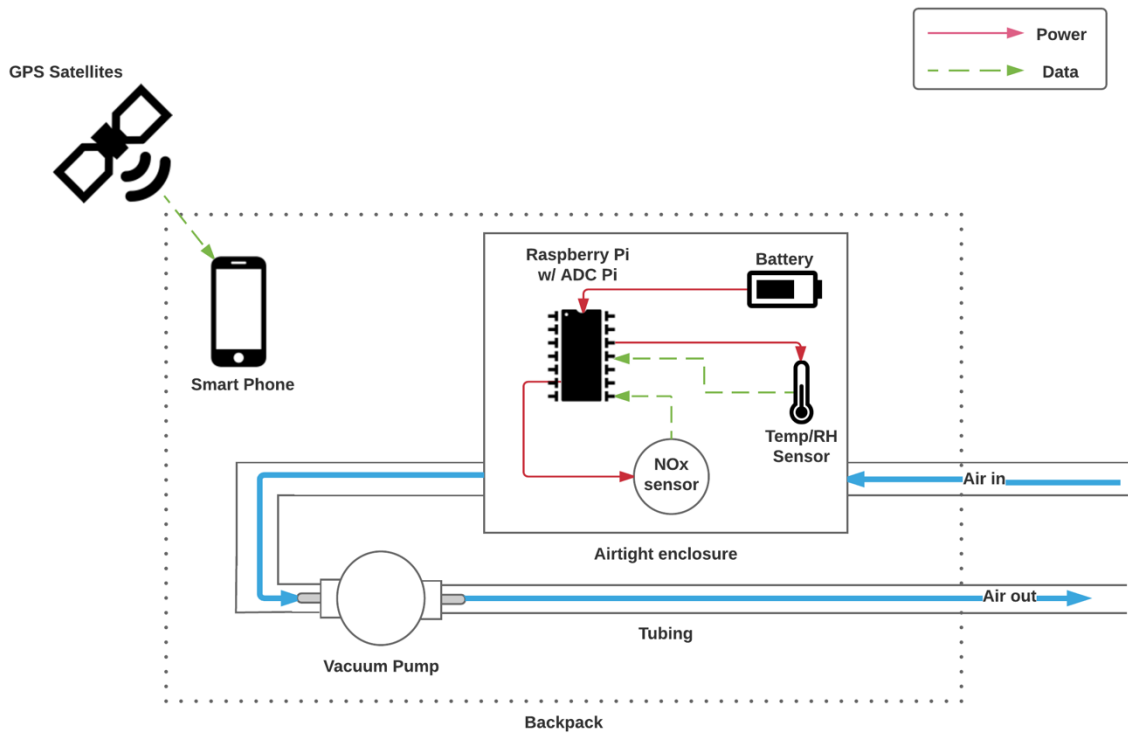 Power
GPS Satellites
Data
Raspberry Pi
w/ ADC Pi
Battery
Smart Phone
Temp/RH
Sensor
NOx
sensor
Air in
Airtight enclosure
Air out
Tubing
Vacuum Pump
Backpack